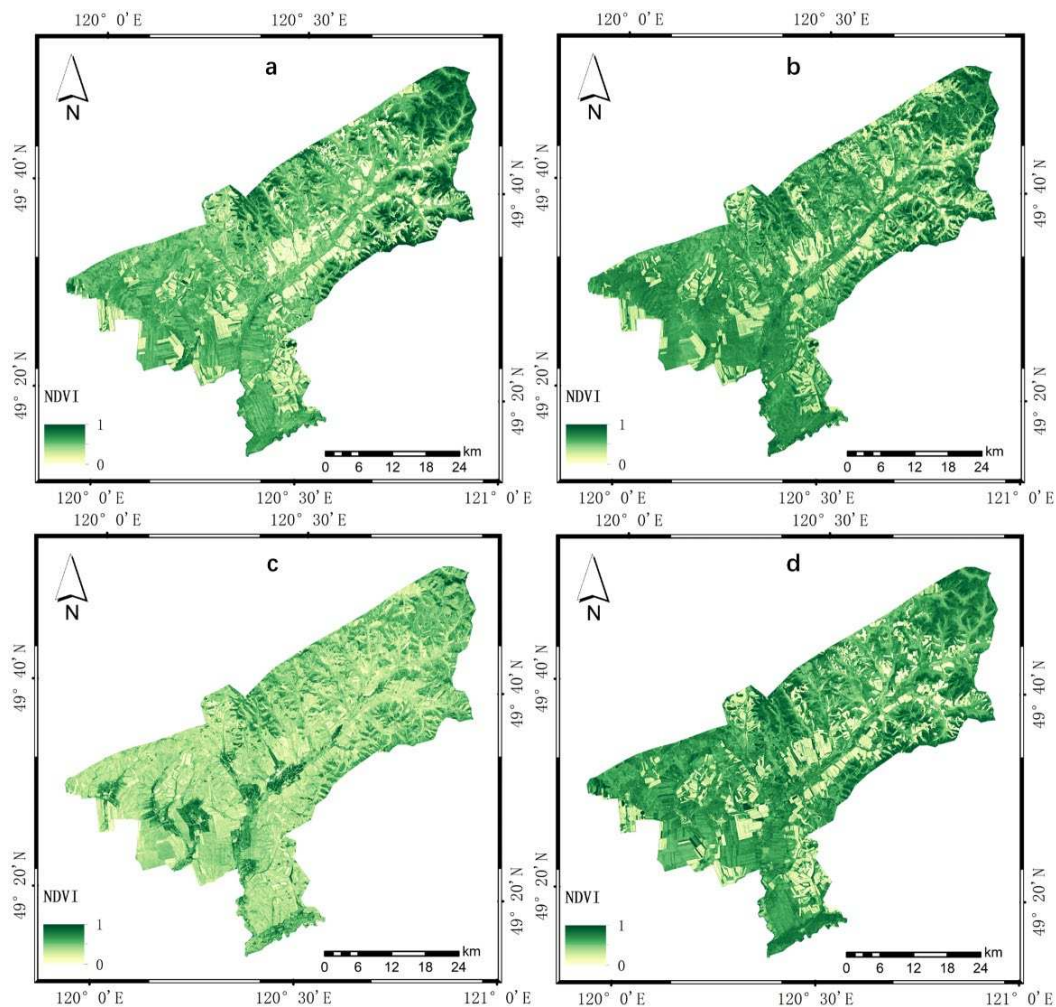 120° 0'E 120° 30'E 120° 0'E 120° 30'E
a b
N N
49° 40'N 49° 40'N 49° 40'N 49° 40'N
49° 20'N 49° 20'N 49° 20'N 49° 20'N
NDVI NDVI
1 1
0 0
km km
0 6 12 18 24 0 6 12 18 24
120° 0'E 120° 30'E 121° 0'E 120° 0'E 120° 30'E 121° 0'E
120° 0'E 120° 30'E 120° 0'E 120° 30'E
c d
N N
49° 40'N 49° 40'N 49° 40'N 49° 40'N
49° 20'N 49° 20'N 49° 20'N 49° 20'N
NDVI NDVI
1 1
0 0
km km
0 6 12 18 24 0 6 12 18 24
120° 0'E 120° 30'E 121° 0'E 120° 0'E 120° 30'E 121° 0'E